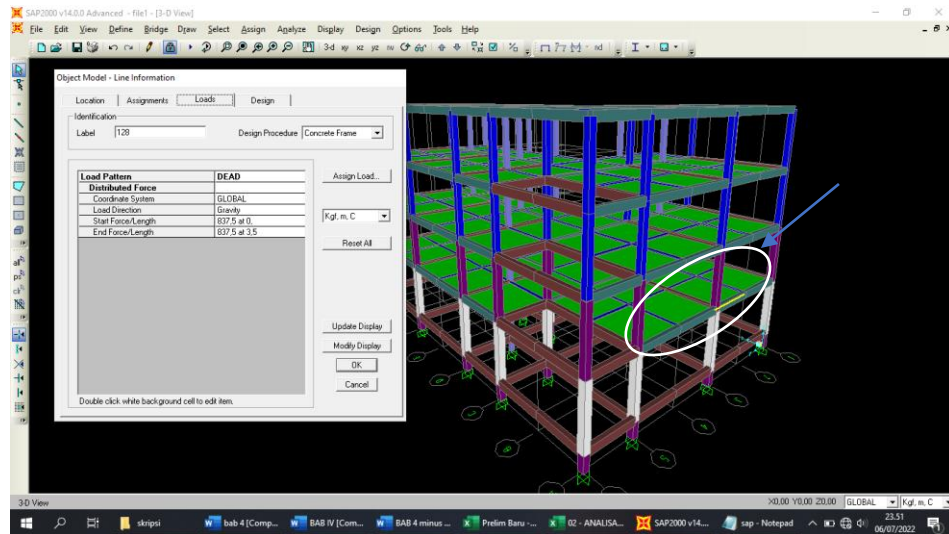 SAP2000 v14.0.0 Advanced - file1 - [3-D View]
File Edit View Define Bridge Draw Select Assign Analyze Display Design Options Tools Help
3-d xy xz yz nv
nd
Object Model - Line Information
Location Assignments Loads Design
Identification
Label 128 Design Procedure Concrete Frame
Load Pattern DEAD
Distributed Force
Coordinate System GLOBAL
Load Direction Gravity
Start Force/Length 837,5 at 0,
End Force/Length 837,5 at 3,5
Assign Load...
Kgf, m, C
Reset All
Update Display
Modify Display
OK
Cancel
Double click white background cell to edit item.
3-D View X0,00 Y0,00 Z0,00 GLOBAL Kgf, m, C
skripsi bab 4 [Comp... BAB IV [Com... BAB 4 minus ... Prelim Baru -... 02 - ANALISA... SAP2000 v14.... sap - Notepad
23.51
06/07/2022